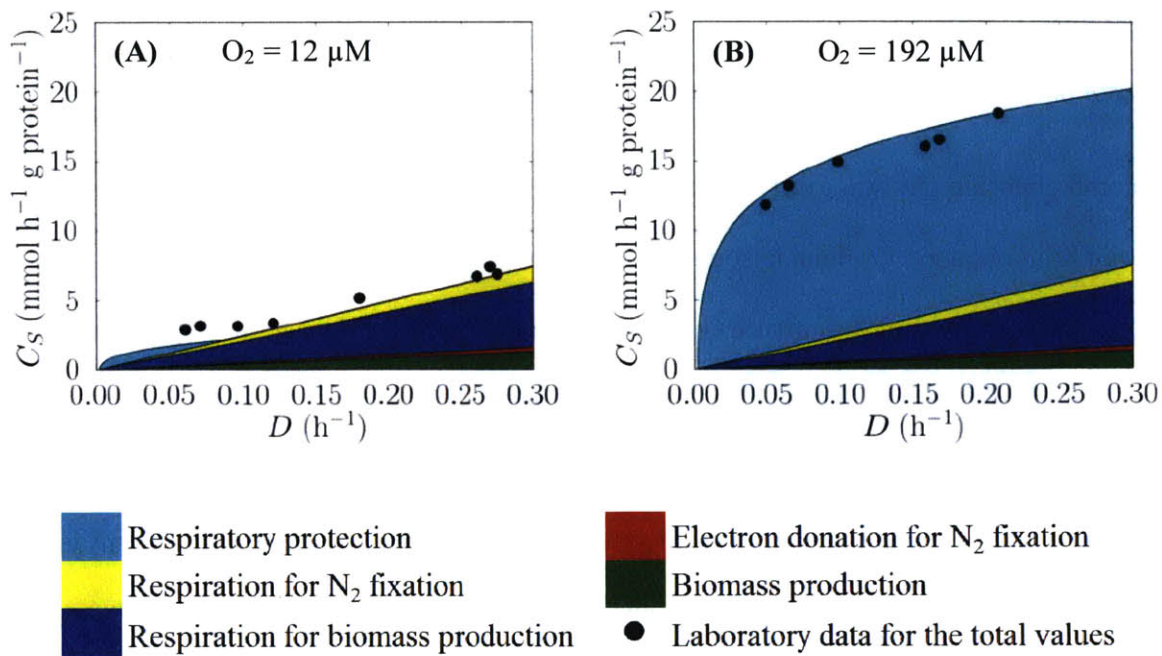 (A) O₂ = 12 µM
25
20
15
10
5
0
C_S (mmol h⁻¹ g protein⁻¹)
0.00 0.05 0.10 0.15 0.20 0.25 0.30
D (h⁻¹)
(B) O₂ = 192 µM
25
20
15
10
5
0
C_S (mmol h⁻¹ g protein⁻¹)
0.00 0.05 0.10 0.15 0.20 0.25 0.30
D (h⁻¹)
Respiratory protection
Respiration for N₂ fixation
Respiration for biomass production
Electron donation for N₂ fixation
Biomass production
Laboratory data for the total values